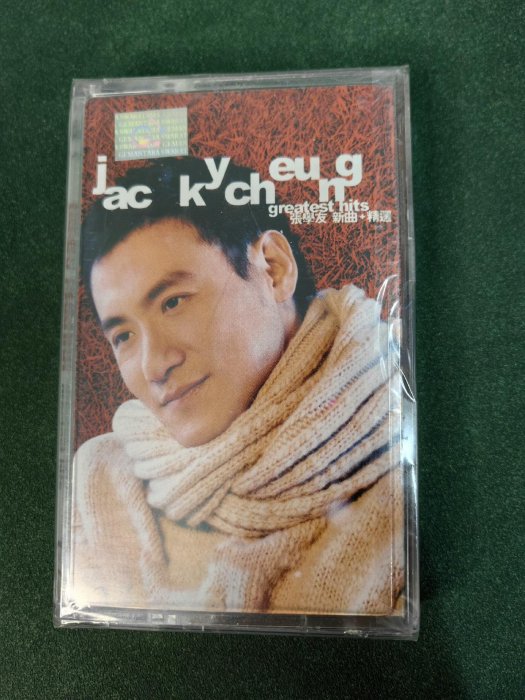 jacky cheung
greatest hits
張學友 新曲+精選